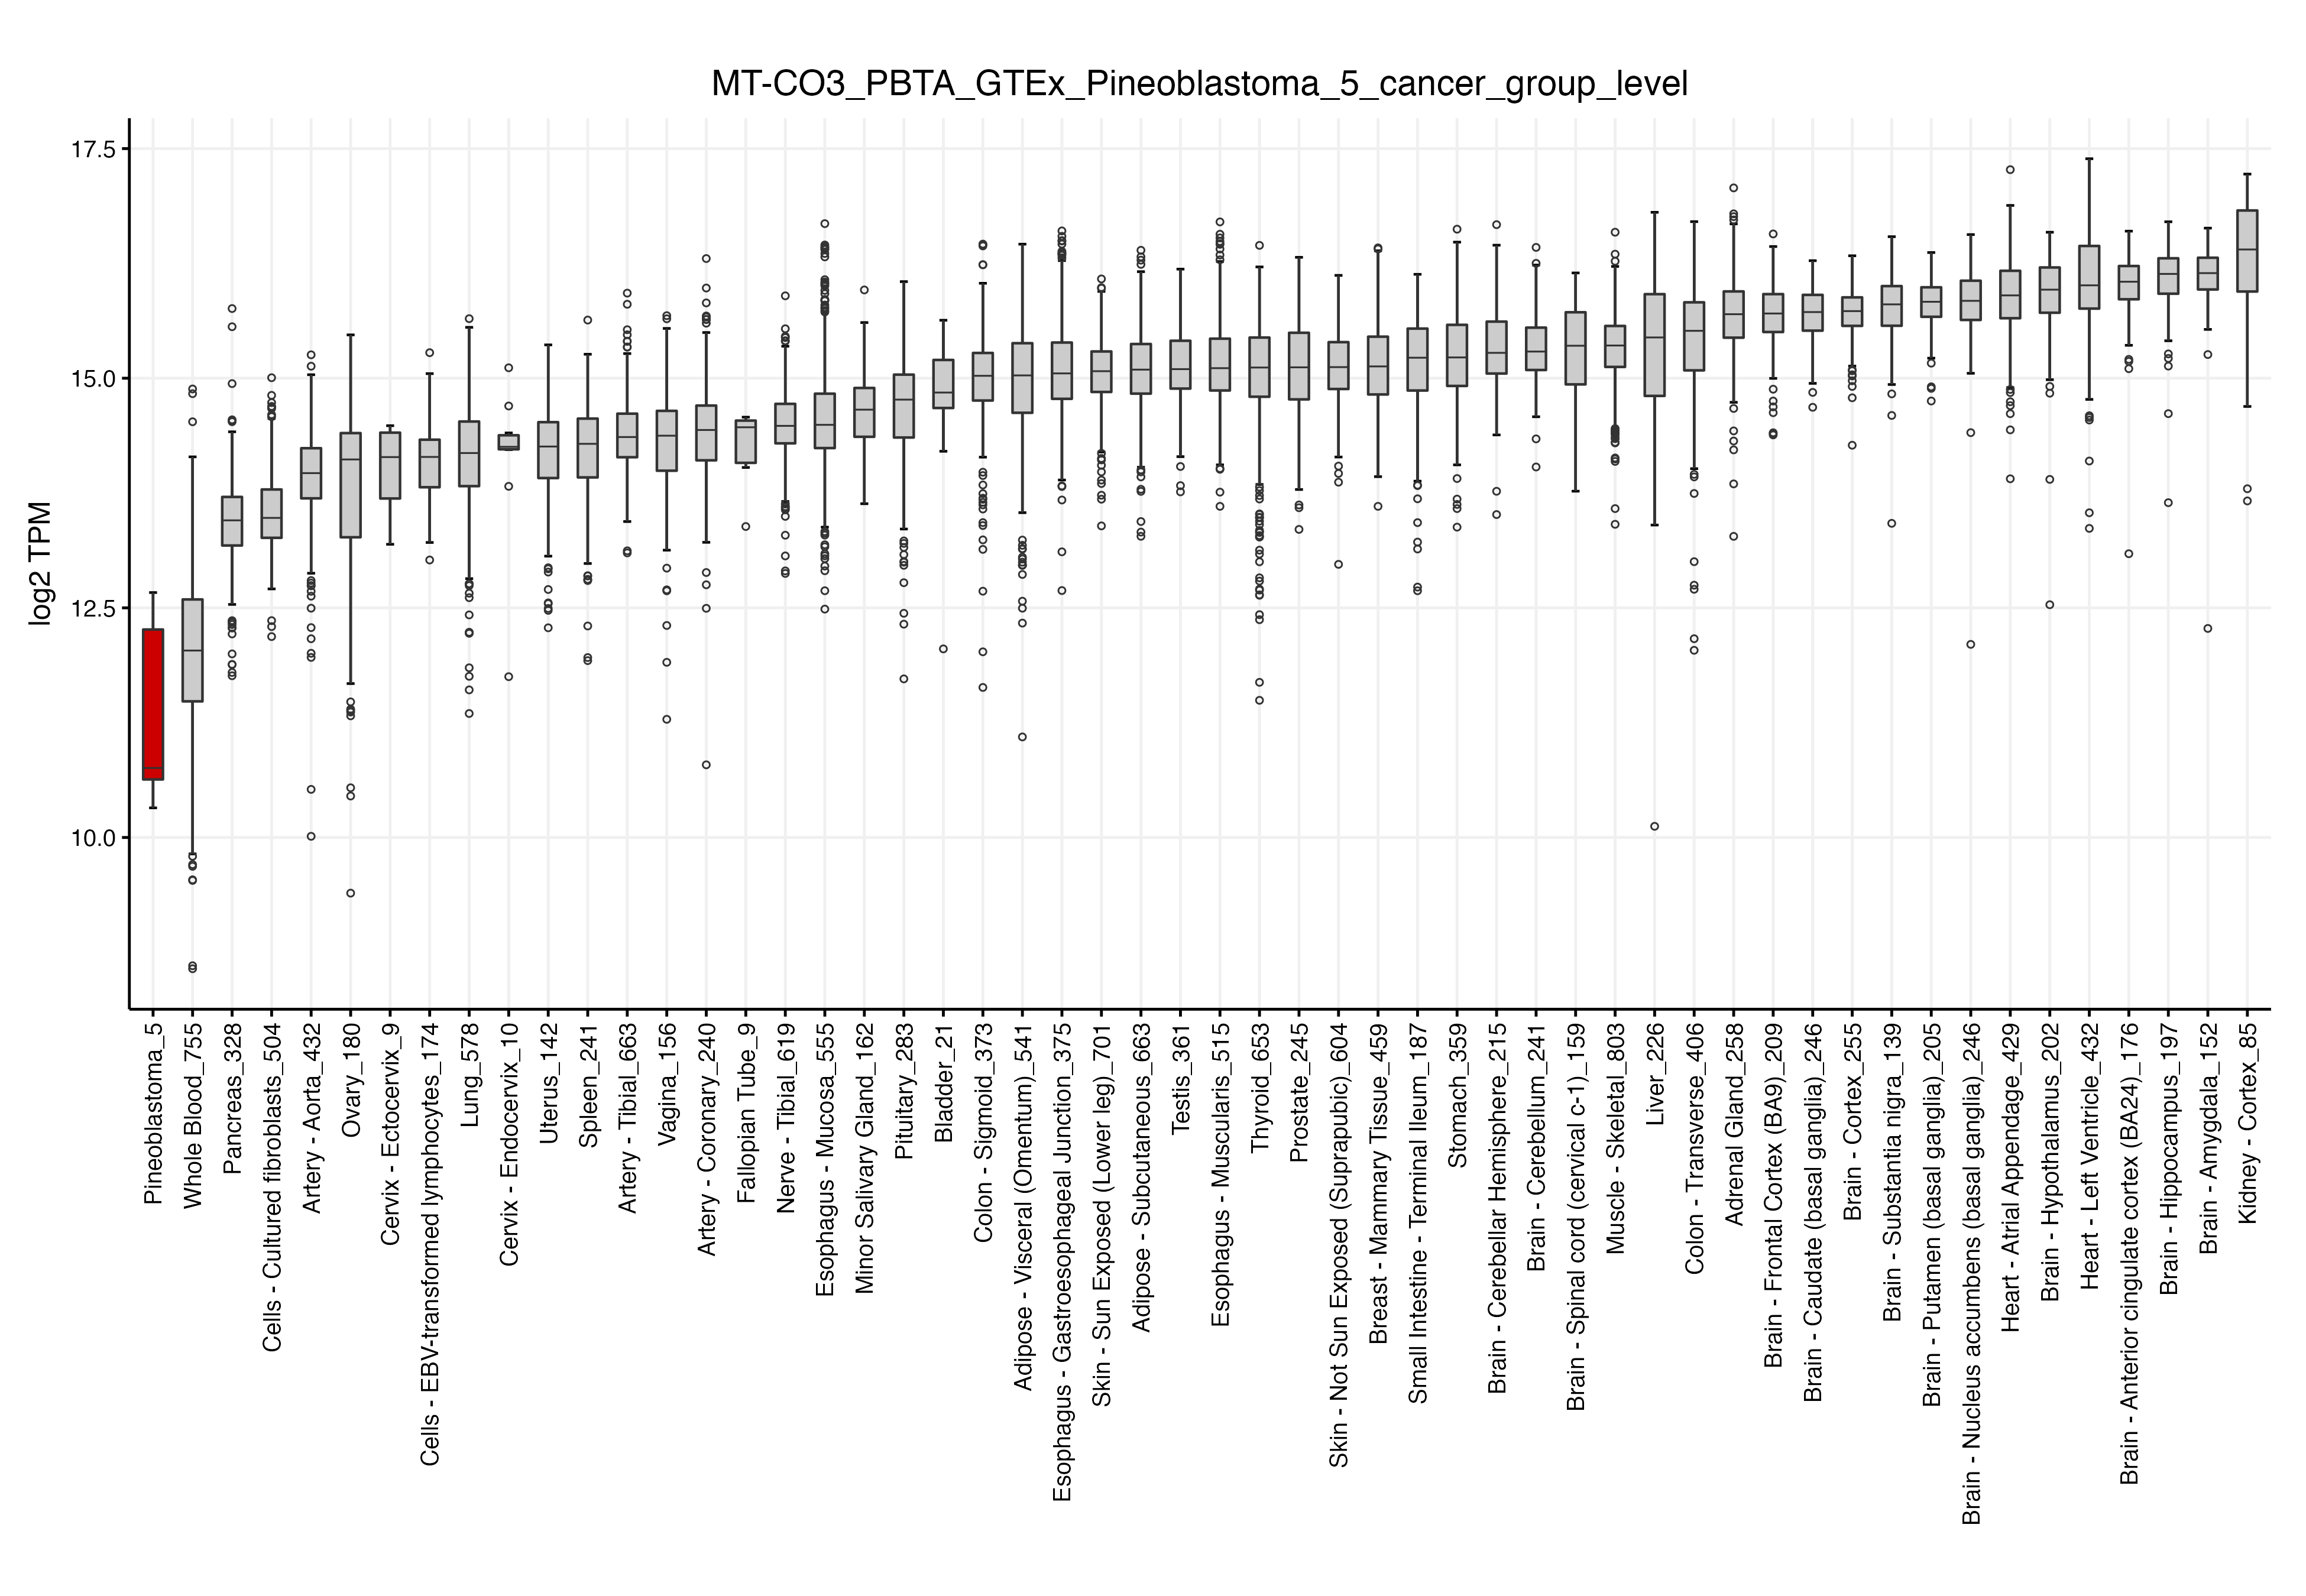 MT-CO3_PBTA_GTEx_Pineoblastoma_5_cancer_group_level
log2 TPM
17.5
15.0
12.5
10.0
Pineoblastoma_5
Whole Blood_755
Pancreas_328
Cells - Cultured fibroblasts_504
Artery - Aorta_432
Ovary_180
Cervix - Ectocervix_9
Cells - EBV-transformed lymphocytes_174
Lung_578
Cervix - Endocervix_10
Uterus_142
Spleen_241
Artery - Tibial_663
Vagina_156
Artery - Coronary_240
Fallopian Tube_9
Nerve - Tibial_619
Esophagus - Mucosa_555
Minor Salivary Gland_162
Pituitary_283
Bladder_21
Colon - Sigmoid_373
Adipose - Visceral (Omentum)_541
Esophagus - Gastroesophageal Junction_375
Skin - Sun Exposed (Lower leg)_701
Adipose - Subcutaneous_663
Testis_361
Esophagus - Muscularis_515
Thyroid_653
Prostate_245
Skin - Not Sun Exposed (Suprapubic)_604
Breast - Mammary Tissue_459
Small Intestine - Terminal Ileum_187
Stomach_359
Brain - Cerebellar Hemisphere_215
Brain - Cerebellum_241
Brain - Spinal cord (cervical c-1)_159
Muscle - Skeletal_803
Liver_226
Colon - Transverse_406
Adrenal Gland_258
Brain - Frontal Cortex (BA9)_209
Brain - Caudate (basal ganglia)_246
Brain - Cortex_255
Brain - Substantia nigra_139
Brain - Putamen (basal ganglia)_205
Brain - Nucleus accumbens (basal ganglia)_246
Heart - Atrial Appendage_429
Brain - Hypothalamus_202
Heart - Left Ventricle_432
Brain - Anterior cingulate cortex (BA24)_176
Brain - Hippocampus_197
Brain - Amygdala_152
Kidney - Cortex_85